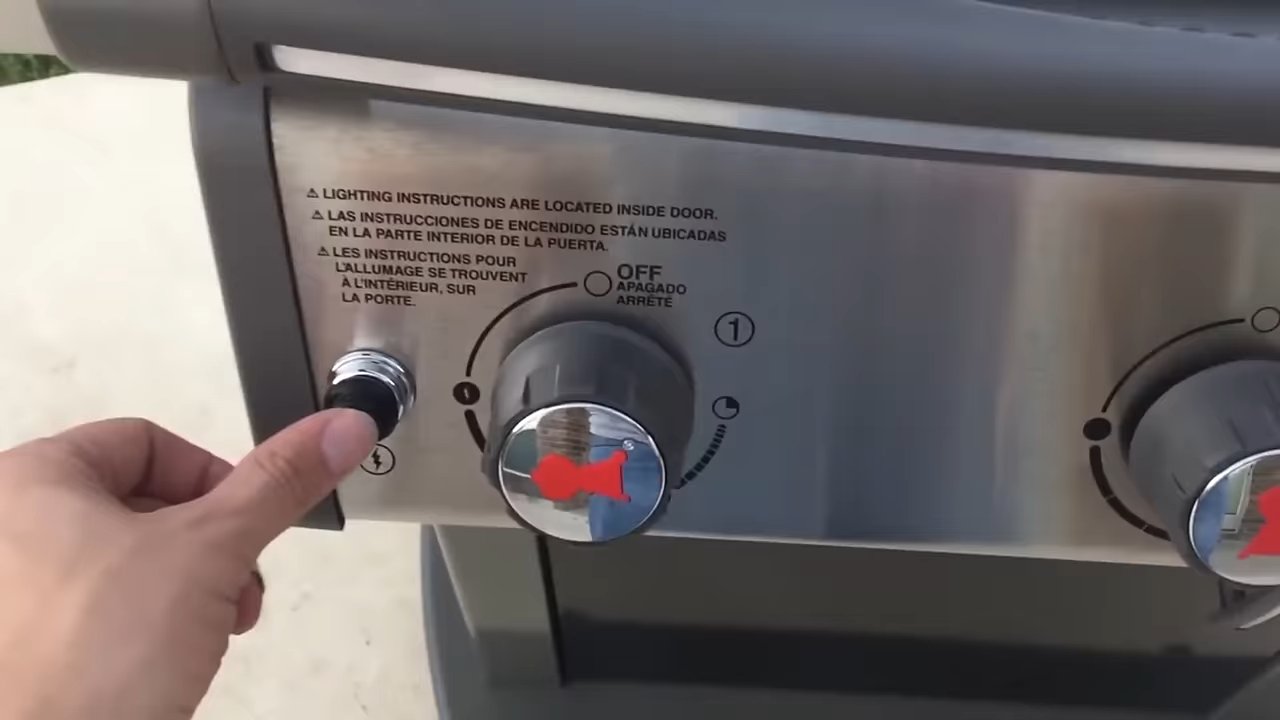 ⚠ LIGHTING INSTRUCTIONS ARE LOCATED INSIDE DOOR.
⚠ LAS INSTRUCCIONES DE ENCENDIDO ESTÁN UBICADAS
EN LA PARTE INTERIOR DE LA PUERTA.
⚠ LES INSTRUCTIONS POUR
L'ALLUMAGE SE TROUVENT
À L'INTÉRIEUR, SUR
LA PORTE.
OFF
APAGADO
ARRÊTÉ
1